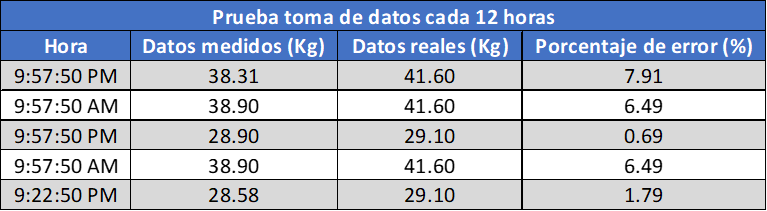 Prueba toma de datos cada 12 horas
Hora Datos medidos (Kg) Datos reales (Kg) Porcentaje de error (%)
9:57:50 PM 38.31 41.60 7.91
9:57:50 AM 38.90 41.60 6.49
9:57:50 PM 28.90 29.10 0.69
9:57:50 AM 38.90 41.60 6.49
9:22:50 PM 28.58 29.10 1.79